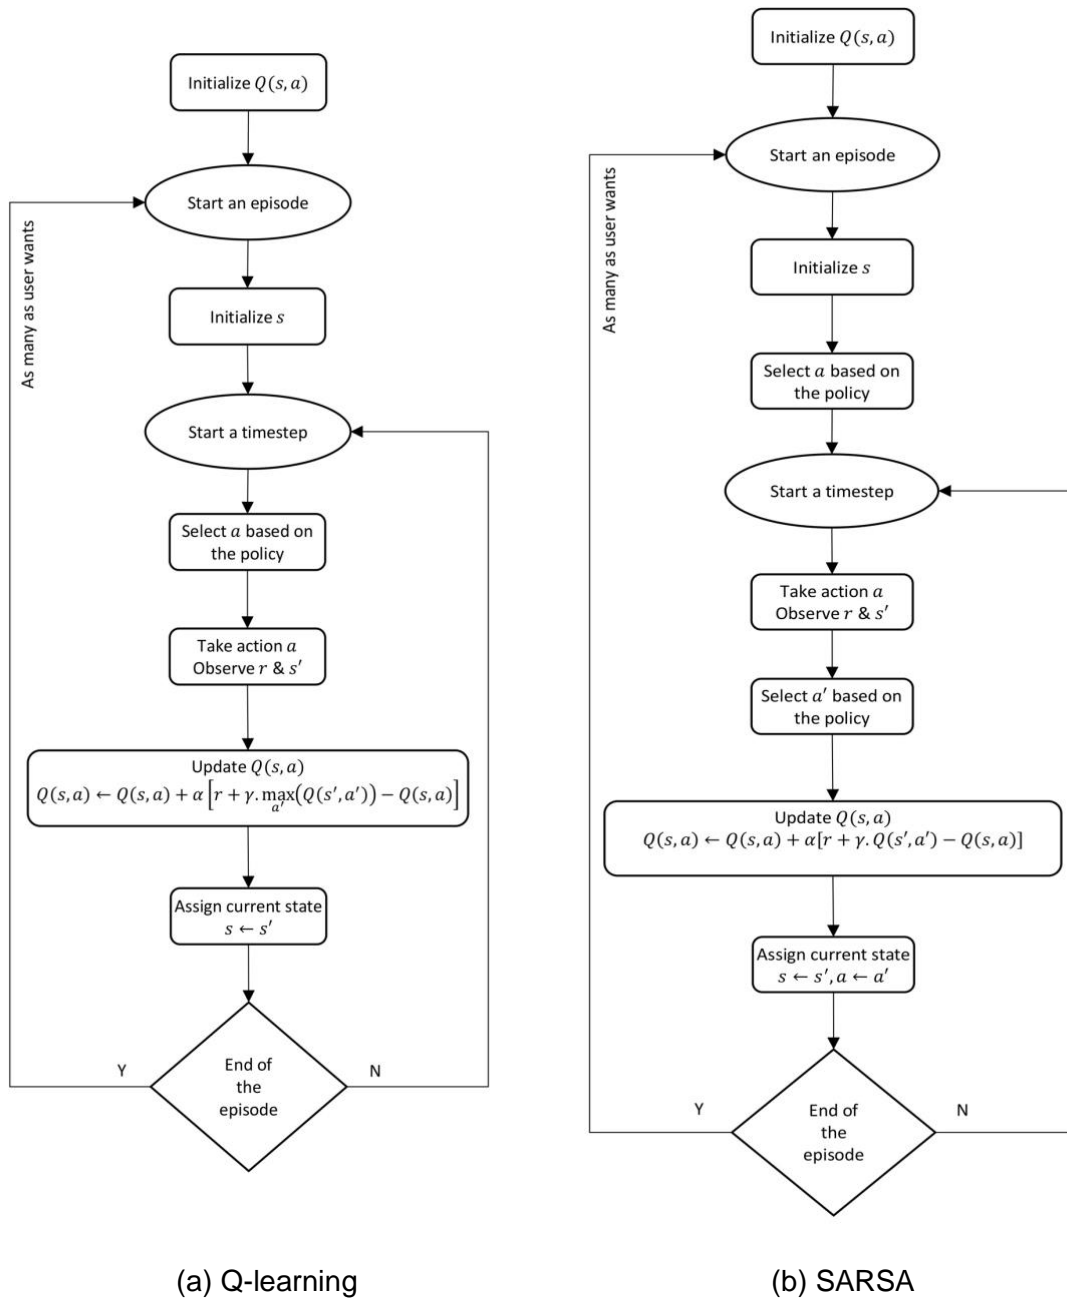 Initialize Q(s, a)
Start an episode
As many as user wants
Initialize s
Start a timestep
Select a based on
the policy
Take action a
Observe r & s′
Update Q(s, a)
Q(s, a) ← Q(s, a) + α [r + γ. max a′ (Q(s′, a′)) − Q(s, a)]
Assign current state
s ← s′
End of
the
episode
Y
N
(a) Q-learning
Initialize Q(s, a)
Start an episode
As many as user wants
Initialize s
Select a based on
the policy
Start a timestep
Take action a
Observe r & s′
Select a′ based on
the policy
Update Q(s, a)
Q(s, a) ← Q(s, a) + α[r + γ. Q(s′, a′) − Q(s, a)]
Assign current state
s ← s′, a ← a′
End of
the
episode
Y
N
(b) SARSA